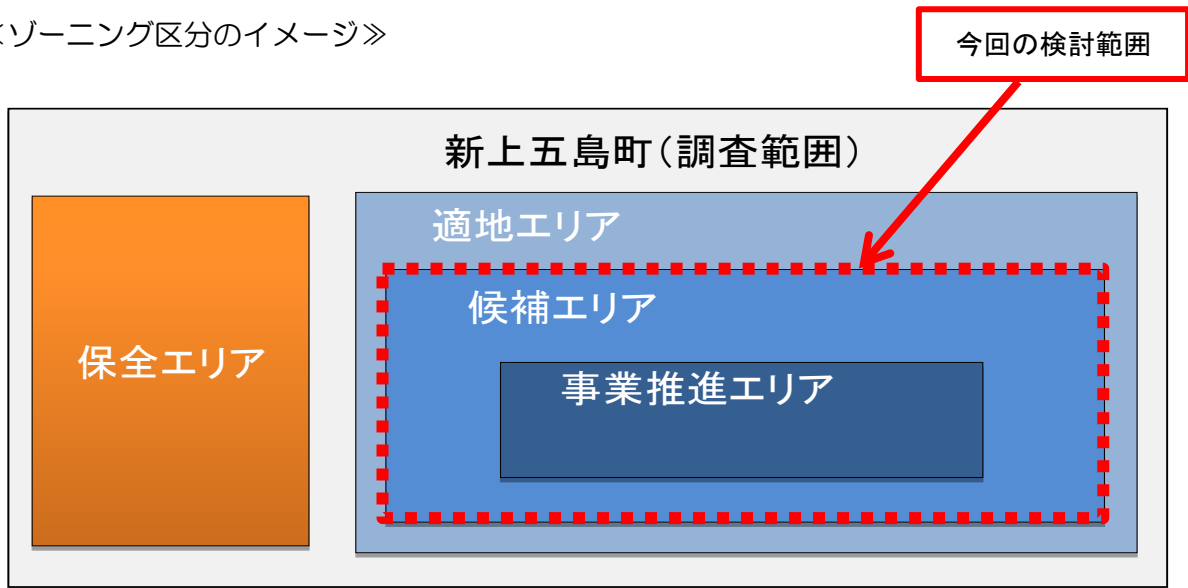 ≪ゾーニング区分のイメージ≫
今回の検討範囲
新上五島町(調査範囲)
適地エリア
候補エリア
保全エリア
事業推進エリア